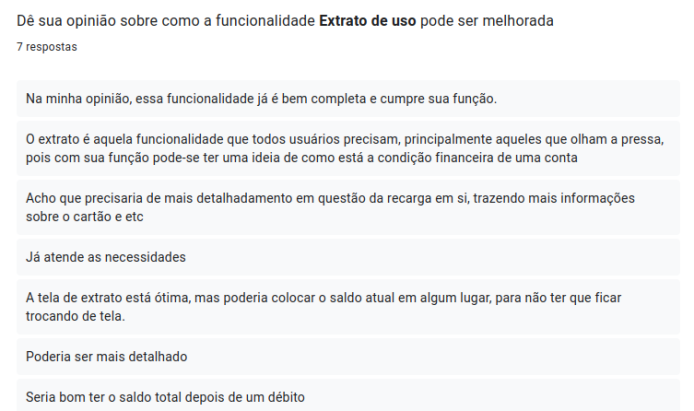 Dê sua opinião sobre como a funcionalidade Extrato de uso pode ser melhorada
7 respostas
Na minha opinião, essa funcionalidade já é bem completa e cumpre sua função.
O extrato é aquela funcionalidade que todos usuários precisam, principalmente aqueles que olham a pressa,
pois com sua função pode-se ter uma ideia de como está a condição financeira de uma conta
Acho que precisaria de mais detalhadamento em questão da recarga em si, trazendo mais informações
sobre o cartão e etc
Já atende as necessidades
A tela de extrato está ótima, mas poderia colocar o saldo atual em algum lugar, para não ter que ficar
trocando de tela.
Poderia ser mais detalhado
Seria bom ter o saldo total depois de um débito